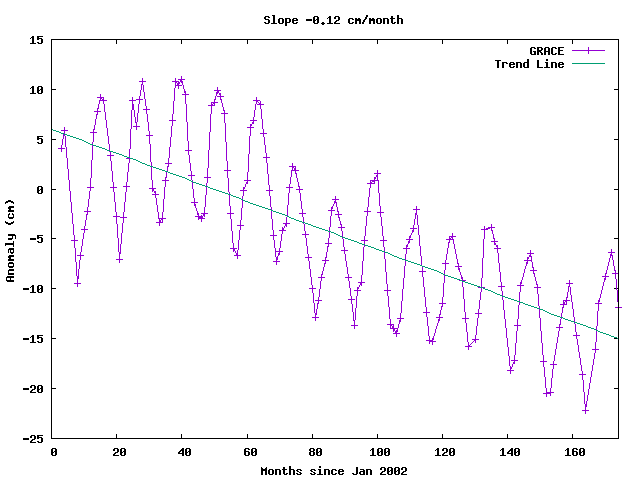 Slope -0.12 cm/month
GRACE
Trend Line
15
10
5
0
-5
-10
-15
-20
-25
Anomaly (cm)
0 20 40 60 80 100 120 140 160
Months since Jan 2002